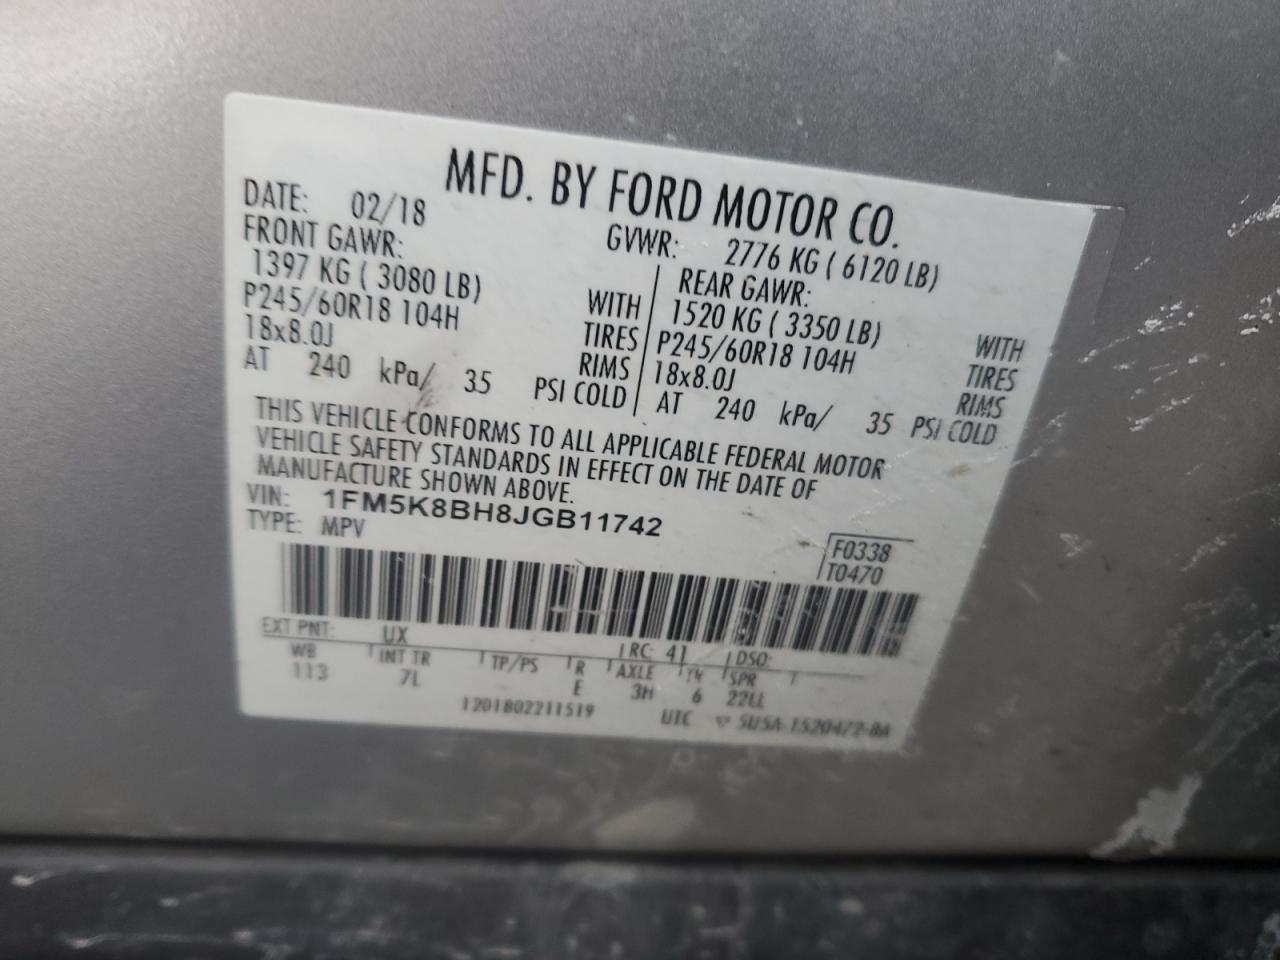 MFD. BY FORD MOTOR CO.
DATE: 02/18 GVWR: 2776 KG ( 6120 LB)
FRONT GAWR: REAR GAWR:
1397 KG ( 3080 LB) WITH 1520 KG ( 3350 LB) WITH
P245/60R18 104H TIRES P245/60R18 104H TIRES
18x8.0J RIMS 18x8.0J RIMS
AT 240 kPa/ 35 PSI COLD AT 240 kPa/ 35 PSI COLD
THIS VEHICLE CONFORMS TO ALL APPLICABLE FEDERAL MOTOR
VEHICLE SAFETY STANDARDS IN EFFECT ON THE DATE OF
MANUFACTURE SHOWN ABOVE.
VIN: 1FM5K8BH8JGB11742
TYPE: MPV
F0338
T0470
EXT PNT: UX RC: 41 DSO:
WB INT TR TP/PS R AXLE TR SPR
113 7L E 3H 6 22LL
1201802211519 UTC